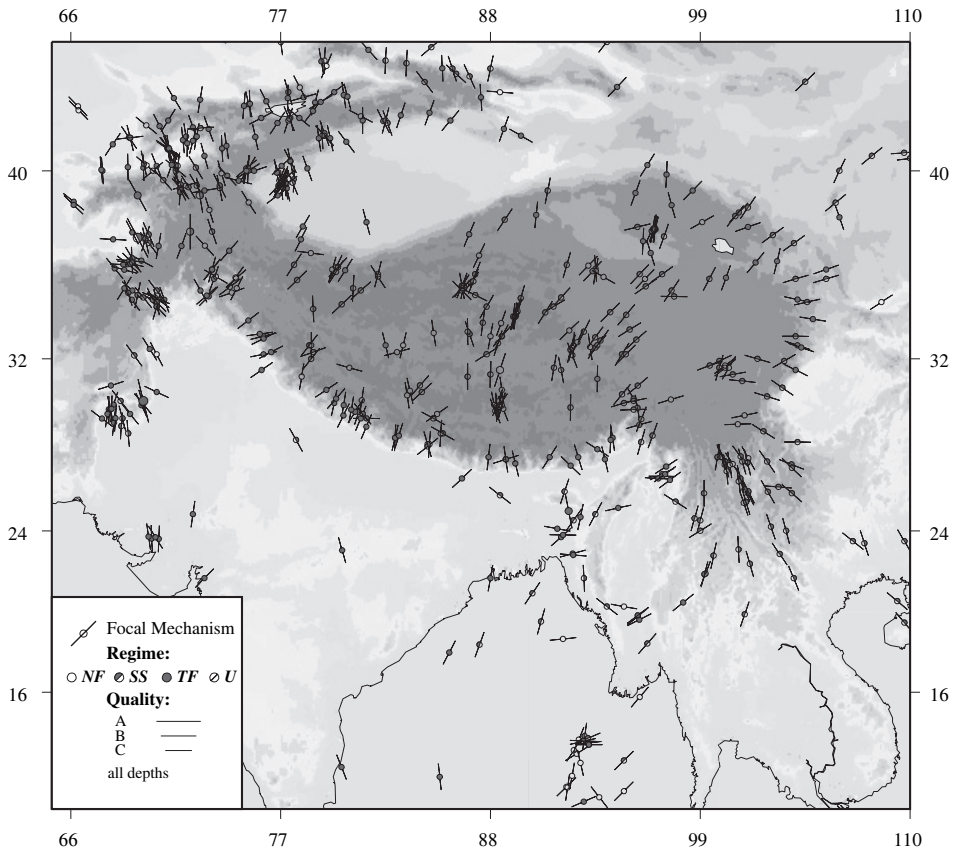 66 77 88 99 110
40 40
32 32
24 24
Focal Mechanism
Regime:
NF SS TF U
Quality:
A
B
C
all depths
16 16
66 77 88 99 110